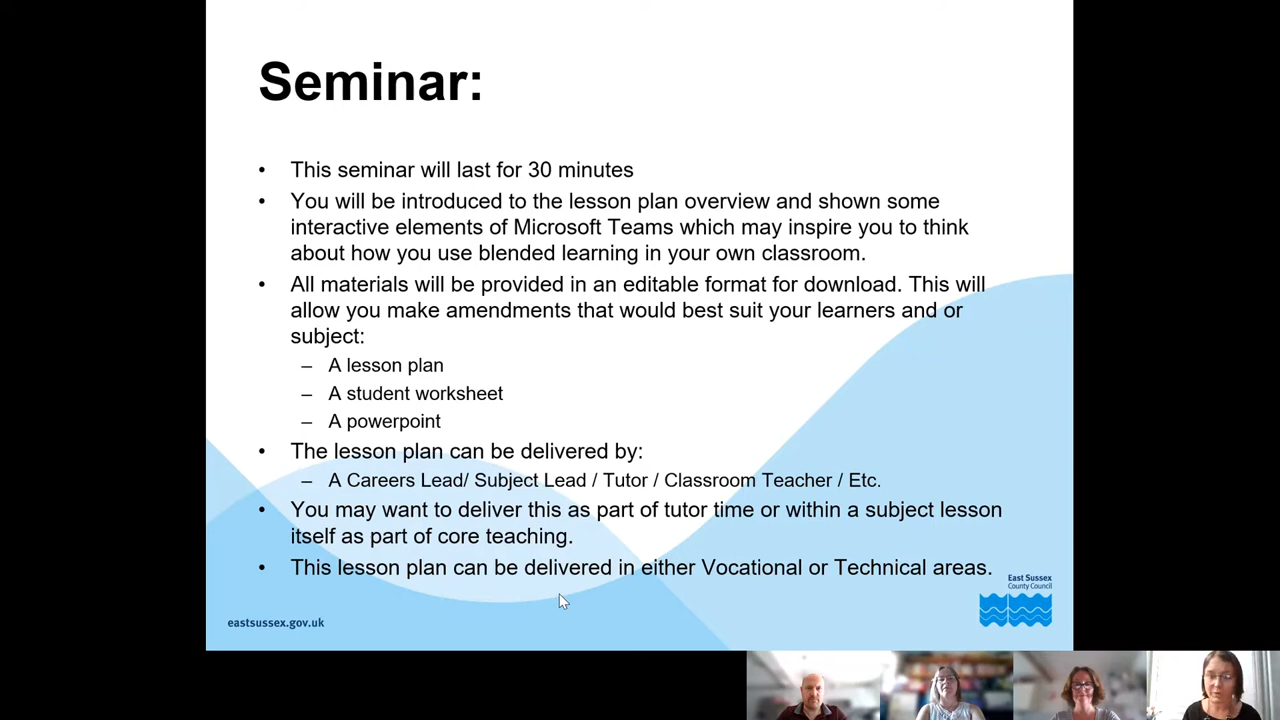 Seminar:
• This seminar will last for 30 minutes
• You will be introduced to the lesson plan overview and shown some
interactive elements of Microsoft Teams which may inspire you to think
about how you use blended learning in your own classroom.
• All materials will be provided in an editable format for download. This will
allow you make amendments that would best suit your learners and or
subject:
– A lesson plan
– A student worksheet
– A powerpoint
• The lesson plan can be delivered by:
– A Careers Lead/ Subject Lead / Tutor / Classroom Teacher / Etc.
• You may want to deliver this as part of tutor time or within a subject lesson
itself as part of core teaching.
• This lesson plan can be delivered in either Vocational or Technical areas.
East Sussex
County Council
eastsussex.gov.uk